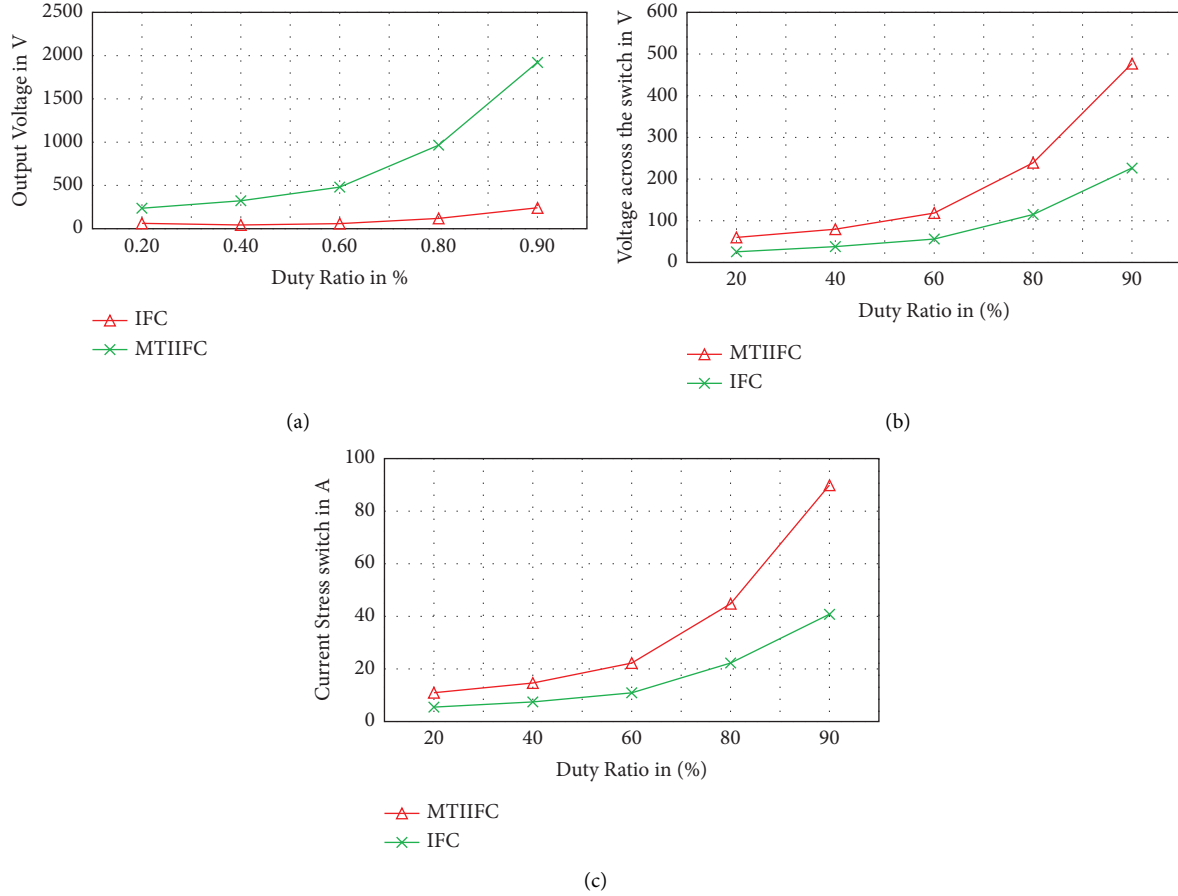 2500
2000
1500
1000
500
0
Output Voltage in V
0.20 0.40 0.60 0.80 0.90
Duty Ratio in %
IFC
MTIIFC
(a)
600
500
400
300
200
100
0
Voltage across the switch in V
20 40 60 80 90
Duty Ratio in (%)
MTIIFC
IFC
(b)
100
80
60
40
20
0
Current Stress switch in A
20 40 60 80 90
Duty Ratio in (%)
MTIIFC
IFC
(c)